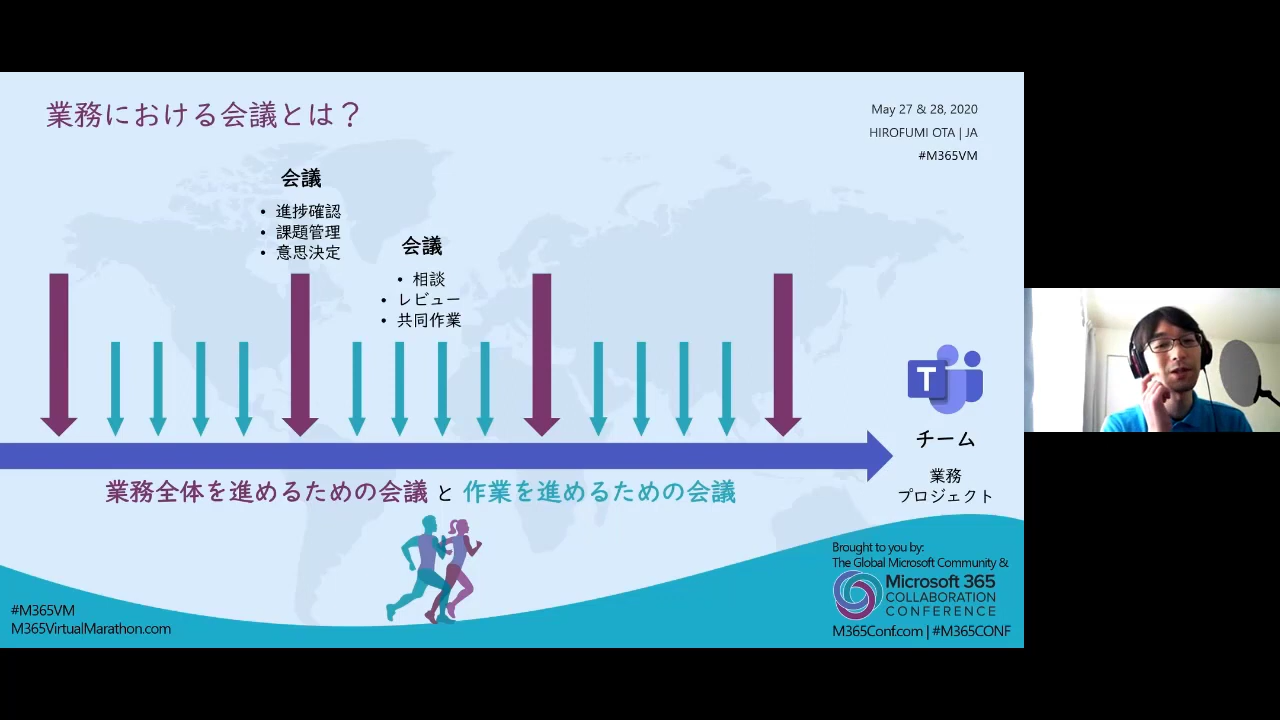 業務における会議とは？
May 27 & 28, 2020
HIROFUMI OTA | JA
#M365VM
会議
• 進捗確認
• 課題管理
• 意思決定
会議
• 相談
• レビュー
• 共同作業
T
チーム
業務
プロジェクト
業務全体を進めるための会議 と 作業を進めるための会議
Brought to you by:
The Global Microsoft Community &
Microsoft 365
COLLABORATION
CONFERENCE
M365Conf.com | #M365CONF
#M365VM
M365VirtualMarathon.com